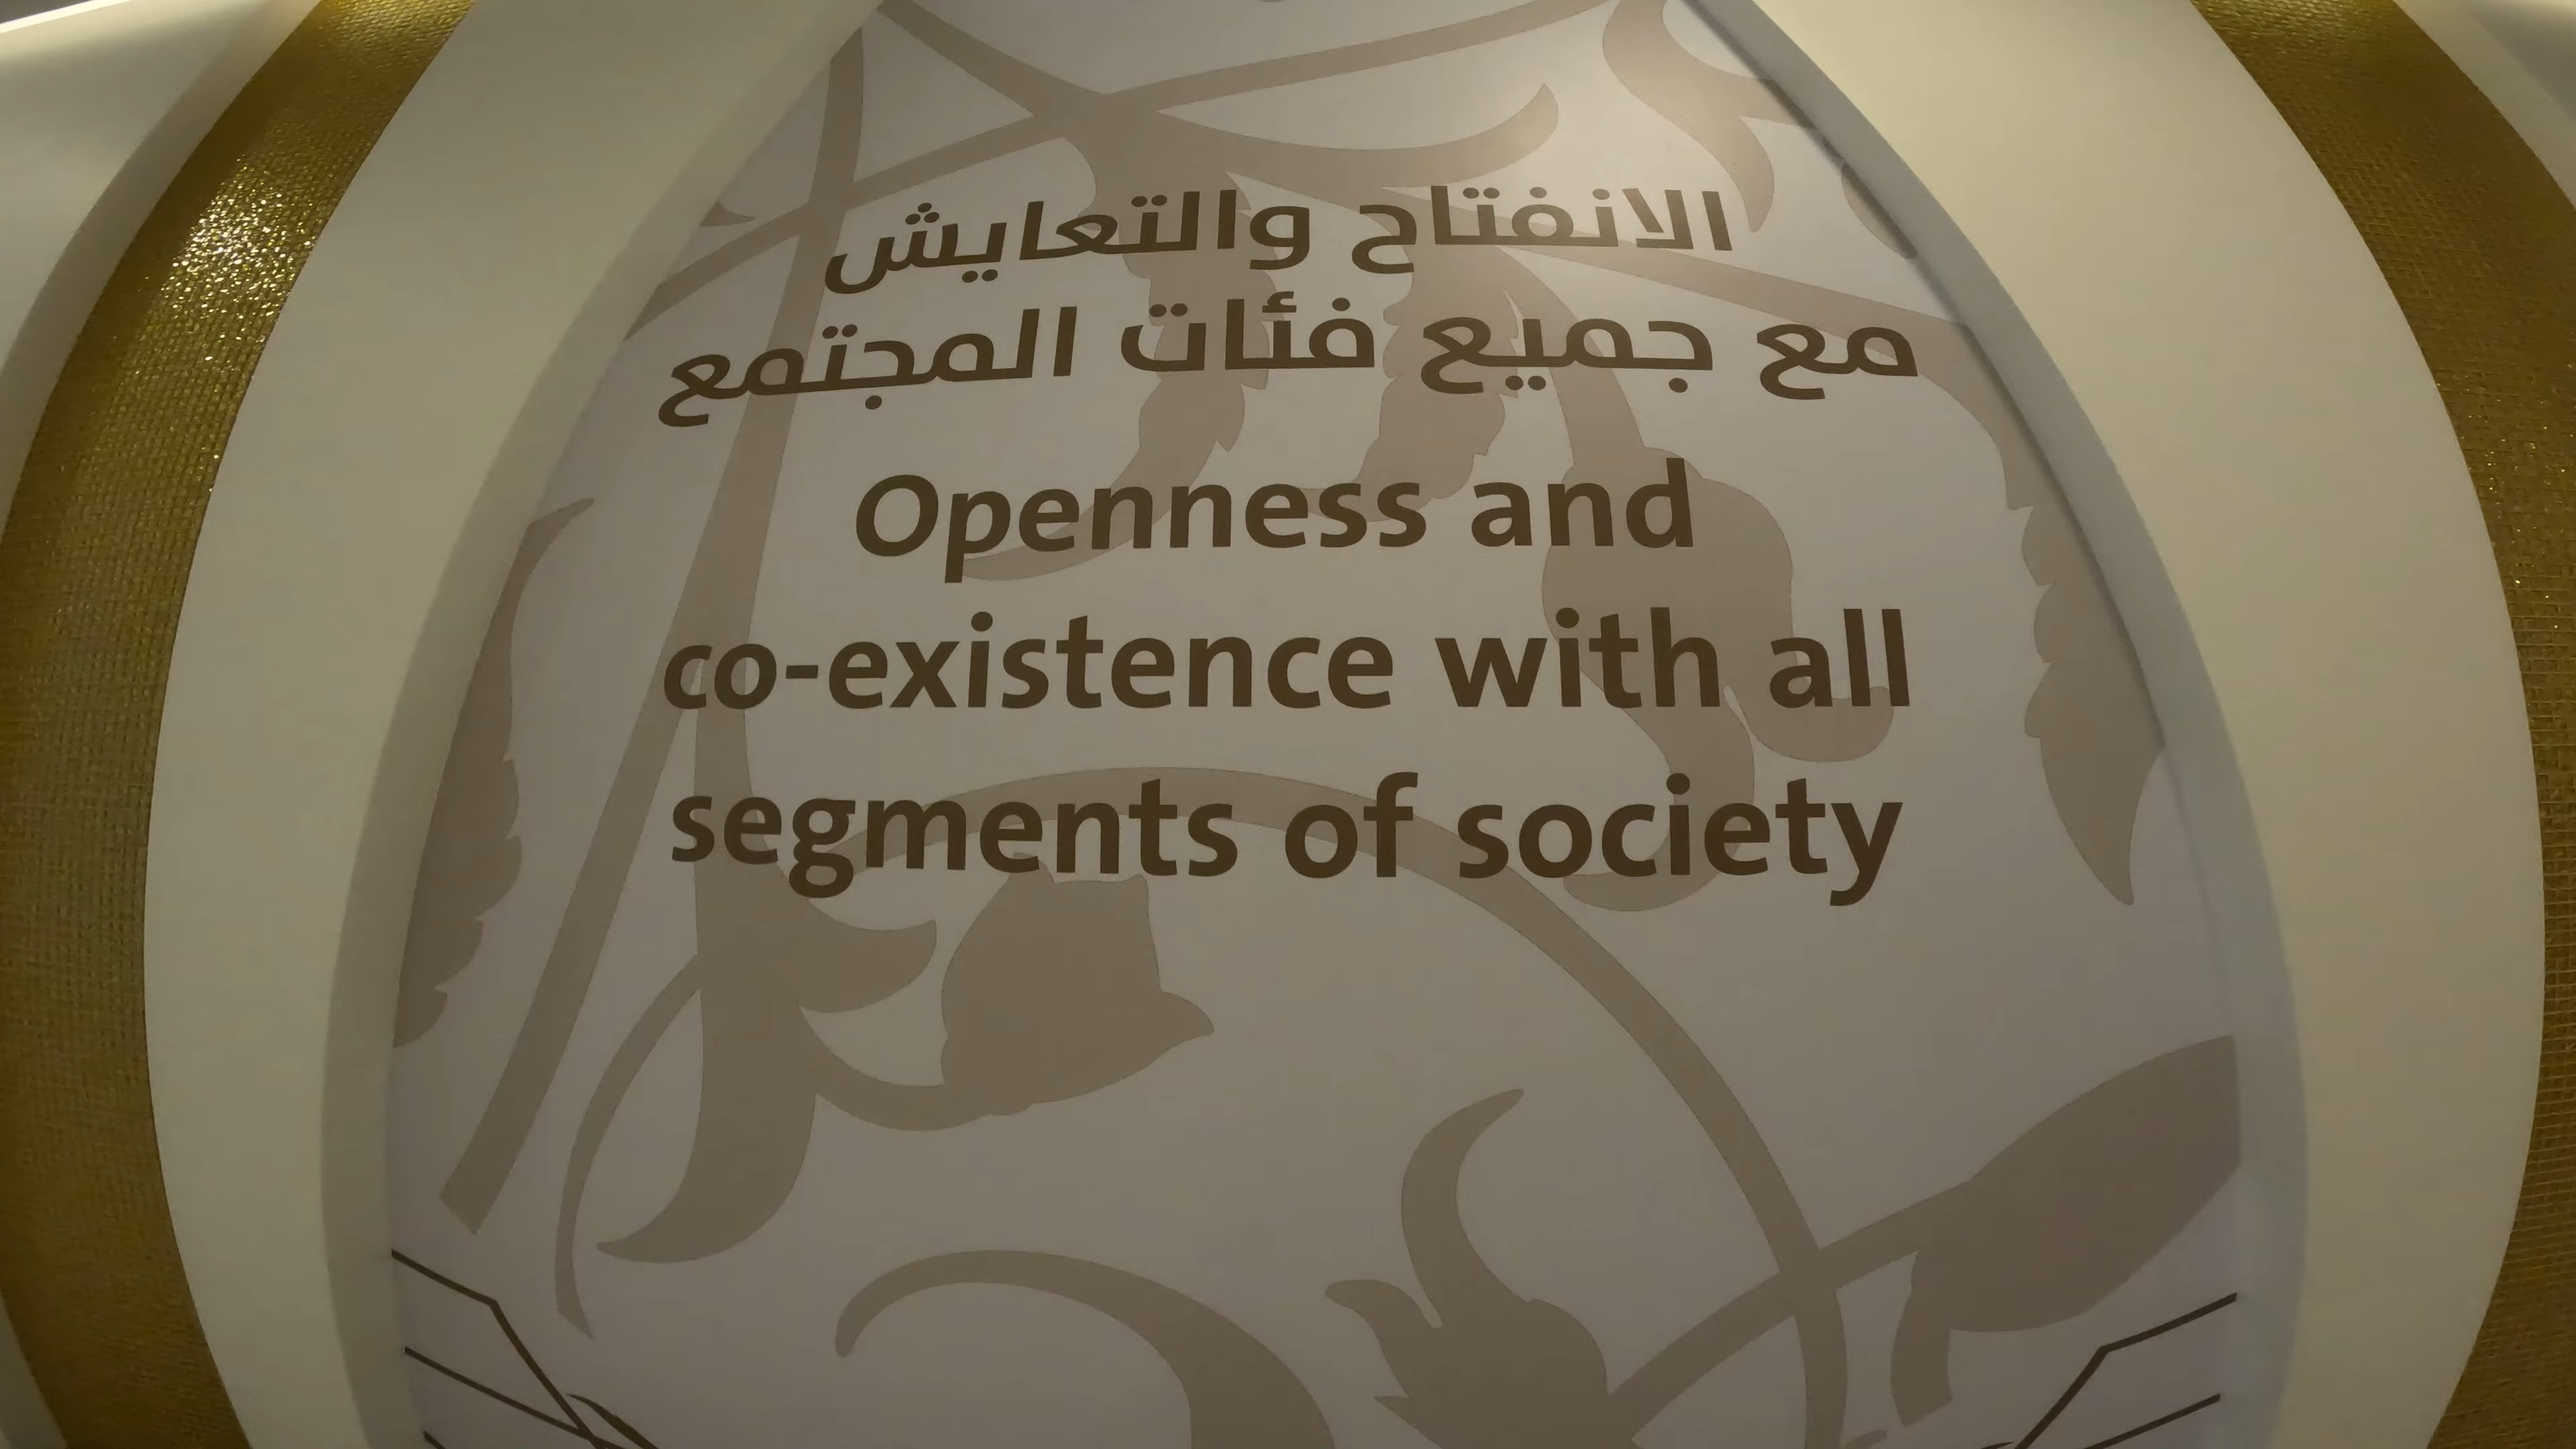 الانفتاح والتعايش
مع جميع فئات المجتمع
Openness and
co-existence with all
segments of society